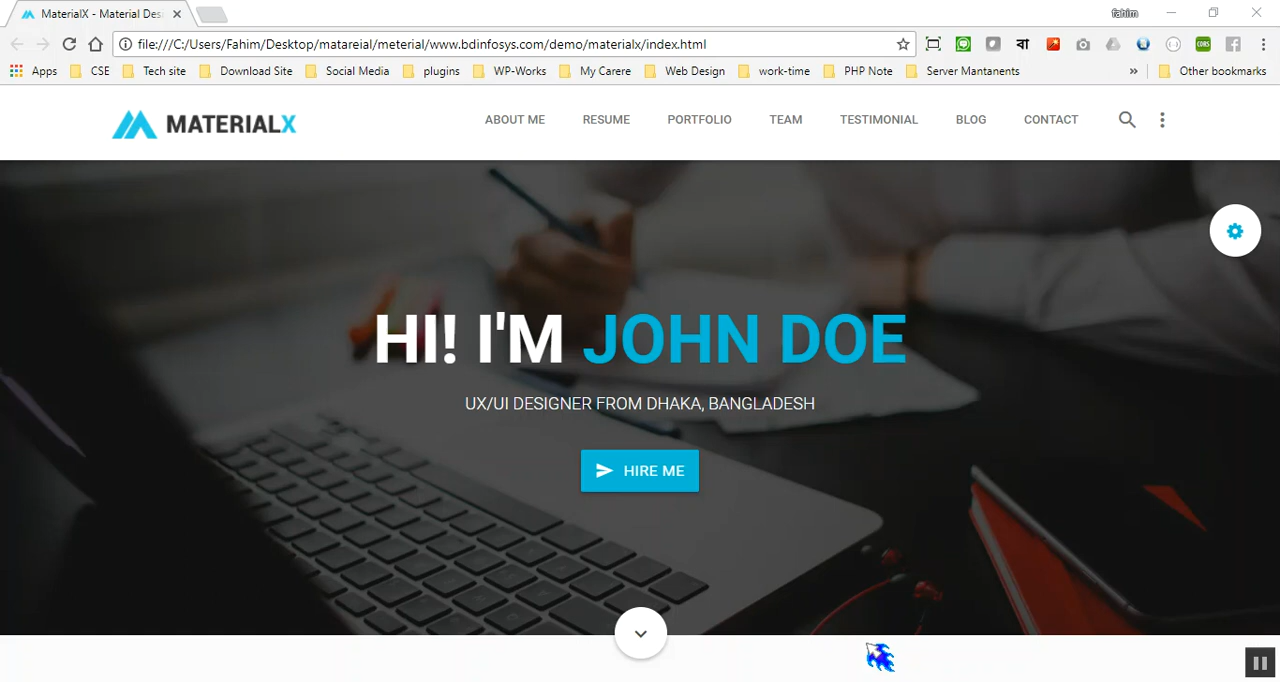 MaterialX - Material Des
fahim
file:///C:/Users/Fahim/Desktop/matarial/meterial/www.bdinfosys.com/demo/materialx/index.html
বা
CORS
Apps CSE Tech site Download Site Social Media plugins WP-Works My Carere Web Design work-time PHP Note Server Mantanents » Other bookmarks
MATERIALX
ABOUT ME RESUME PORTFOLIO TEAM TESTIMONIAL BLOG CONTACT
HI! I'M JOHN DOE
UX/UI DESIGNER FROM DHAKA, BANGLADESH
HIRE ME